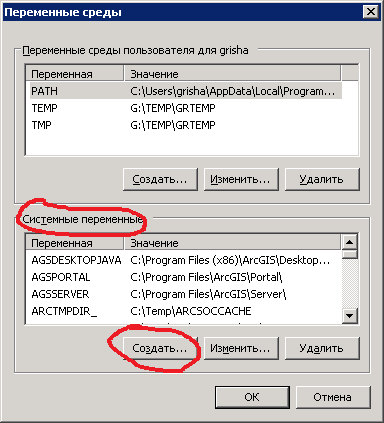 Переменные среды
Переменные среды пользователя для grisha
Переменная Значение
PATH C:\Users\grisha\AppData\Local\Program...
TEMP G:\TEMP\GRTEMP
TMP G:\TEMP\GRTEMP
Создать... Изменить... Удалить
Системные переменные
Переменная Значение
AGSDESKTOPJAVA C:\Program Files (x86)\ArcGIS\Desktop...
AGSPORTAL C:\Program Files\ArcGIS\Portal\
AGSSERVER C:\Program Files\ArcGIS\Server\
ARCTMPDIR_ C:\Temp\ARCSOCCACHE
Создать... Изменить... Удалить
ОК Отмена